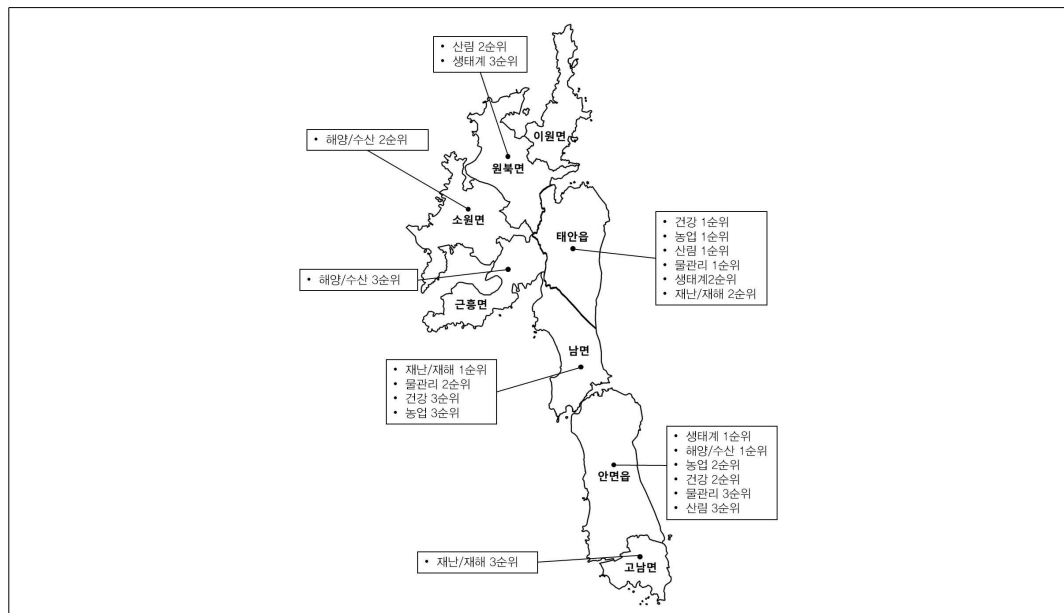 • 산림 2순위
• 생태계 3순위
이원면
• 해양/수산 2순위
원북면
소원면
• 건강 1순위
• 농업 1순위
• 산림 1순위
• 물관리 1순위
• 생태계2순위
• 재난/재해 2순위
태안읍
• 해양/수산 3순위
근흥면
남면
• 재난/재해 1순위
• 물관리 2순위
• 건강 3순위
• 농업 3순위
• 생태계 1순위
• 해양/수산 1순위
• 농업 2순위
• 건강 2순위
• 물관리 3순위
• 산림 3순위
안면읍
• 재난/재해 3순위
고남면